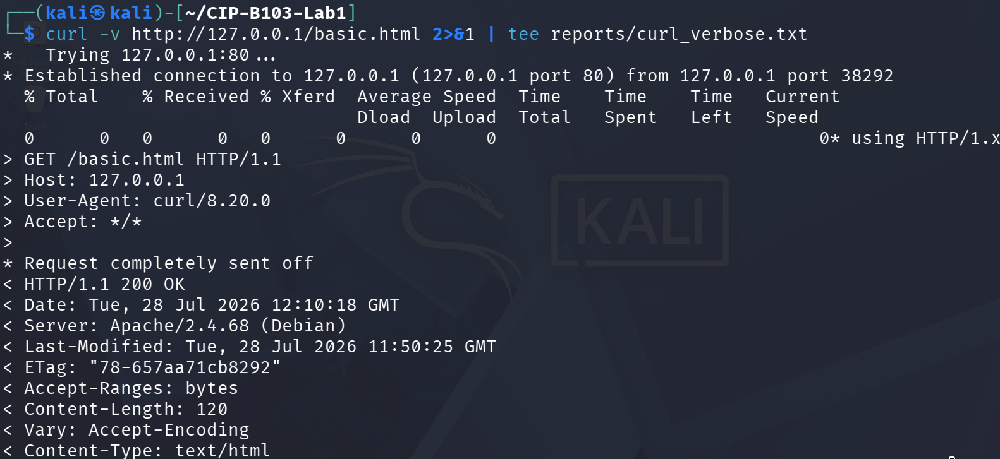 ┌──(kali㉿kali)-[~/CIP-B103-Lab1]
└─$ curl -v http://127.0.0.1/basic.html 2>&1 | tee reports/curl_verbose.txt
*   Trying 127.0.0.1:80...
* Established connection to 127.0.0.1 (127.0.0.1 port 80) from 127.0.0.1 port 38292
  % Total    % Received % Xferd  Average Speed  Time    Time    Time   Current
                                 Dload  Upload  Total   Spent   Left   Speed
  0      0   0      0   0      0      0      0                              0* using HTTP/1.x
> GET /basic.html HTTP/1.1
> Host: 127.0.0.1
> User-Agent: curl/8.20.0
> Accept: */*
>
* Request completely sent off
< HTTP/1.1 200 OK
< Date: Tue, 28 Jul 2026 12:10:18 GMT
< Server: Apache/2.4.68 (Debian)
< Last-Modified: Tue, 28 Jul 2026 11:50:25 GMT
< ETag: "78-657aa71cb8292"
< Accept-Ranges: bytes
< Content-Length: 120
< Vary: Accept-Encoding
< Content-Type: text/html
File System
Trash
KALI